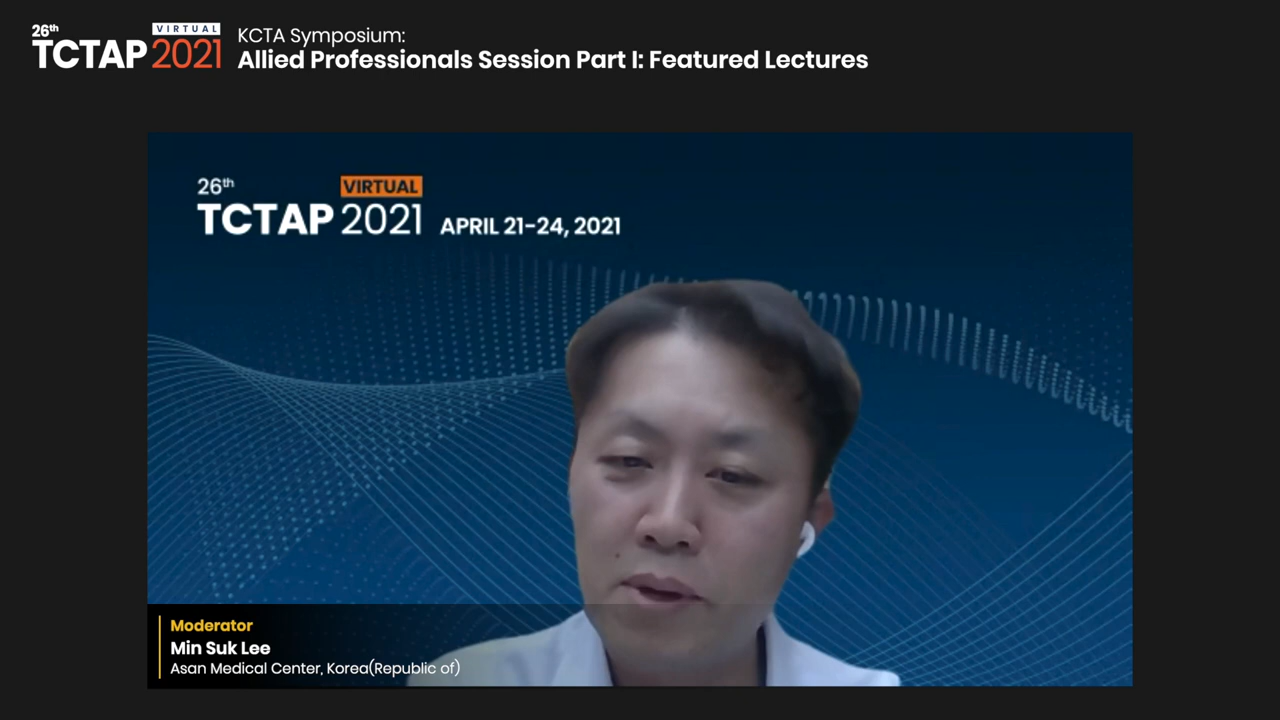 26th
VIRTUAL
TCTAP 2021
KCTA Symposium:
Allied Professionals Session Part I: Featured Lectures
26th
VIRTUAL
TCTAP 2021 APRIL 21-24, 2021
Moderator
Min Suk Lee
Asan Medical Center, Korea(Republic of)